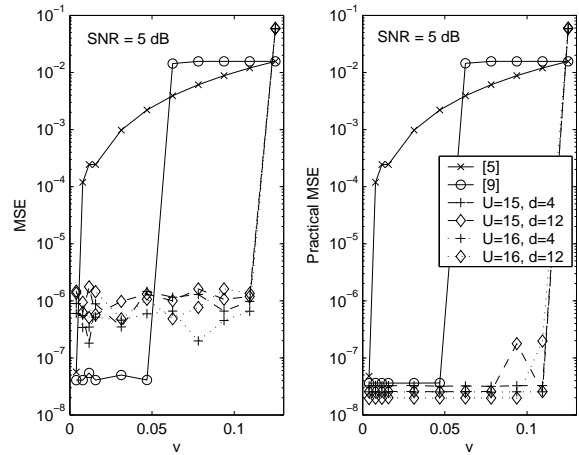 SNR = 5 dB
MSE
10⁻¹
10⁻²
10⁻³
10⁻⁴
10⁻⁵
10⁻⁶
10⁻⁷
10⁻⁸
0
0.05
0.1
v
SNR = 5 dB
Practical MSE
10⁻¹
10⁻²
10⁻³
10⁻⁴
10⁻⁵
10⁻⁶
10⁻⁷
10⁻⁸
0
0.05
0.1
v
[5]
[9]
U=15, d=4
U=15, d=12
U=16, d=4
U=16, d=12